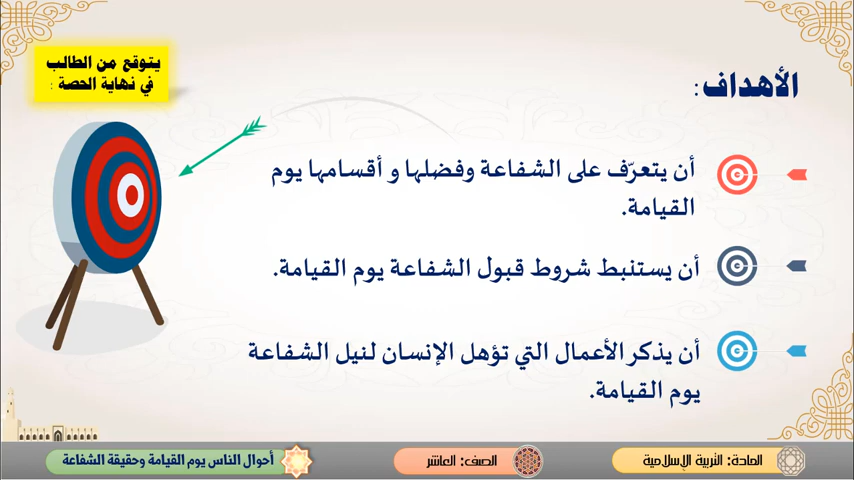 يتوقع من الطالب
في نهاية الحصة :
الأهداف:
أن يتعرّف على الشفاعة وفضلها و أقسامها يوم
القيامة.
أن يستنبط شروط قبول الشفاعة يوم القيامة.
أن يذكر الأعمال التي تؤهل الإنسان لنيل الشفاعة
يوم القيامة.
المادة: التربية الإسلامية
الصف: العاشر
أحوال الناس يوم القيامة وحقيقة الشفاعة